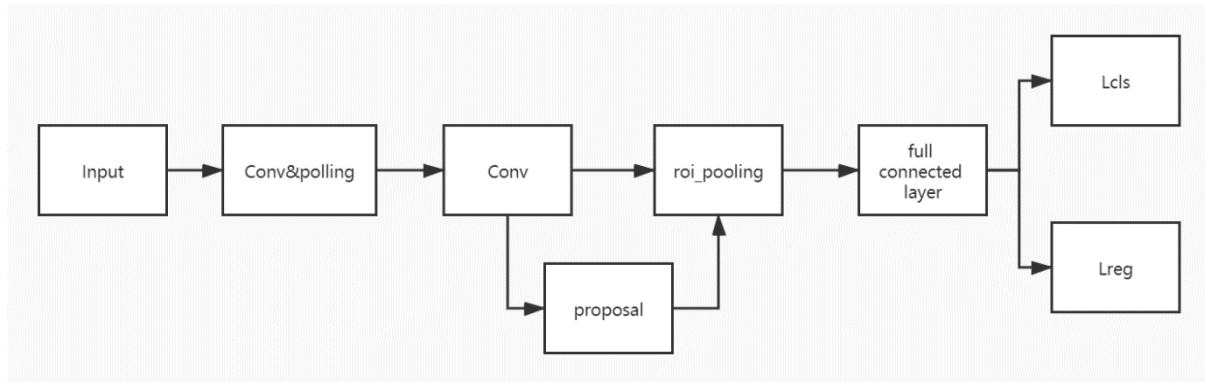 Input
Conv&polling
Conv
roi_pooling
full
connected
layer
Lcls
Lreg
proposal